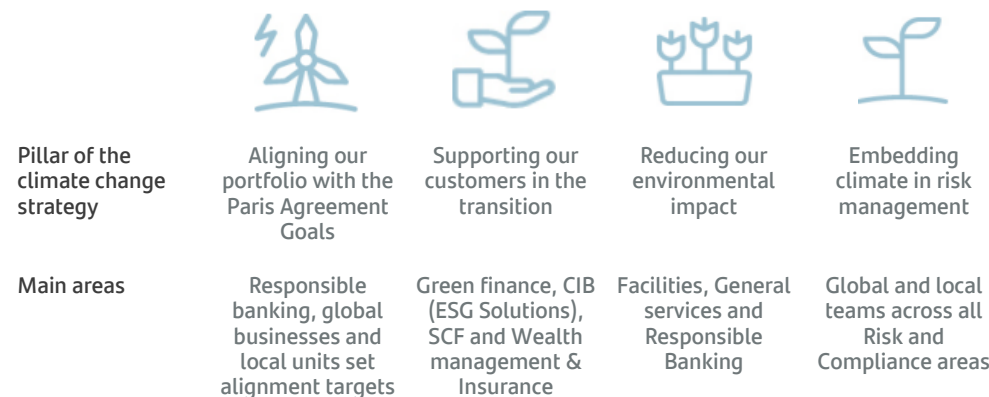 Pillar of the
climate change
strategy
Aligning our
portfolio with the
Paris Agreement
Goals
Supporting our
customers in the
transition
Reducing our
environmental
impact
Embedding
climate in risk
management
Main areas
Responsible
banking, global
businesses and
local units set
alignment targets
Green finance, CIB
(ESG Solutions),
SCF and Wealth
management &
Insurance
Facilities, General
services and
Responsible
Banking
Global and local
teams across all
Risk and
Compliance areas